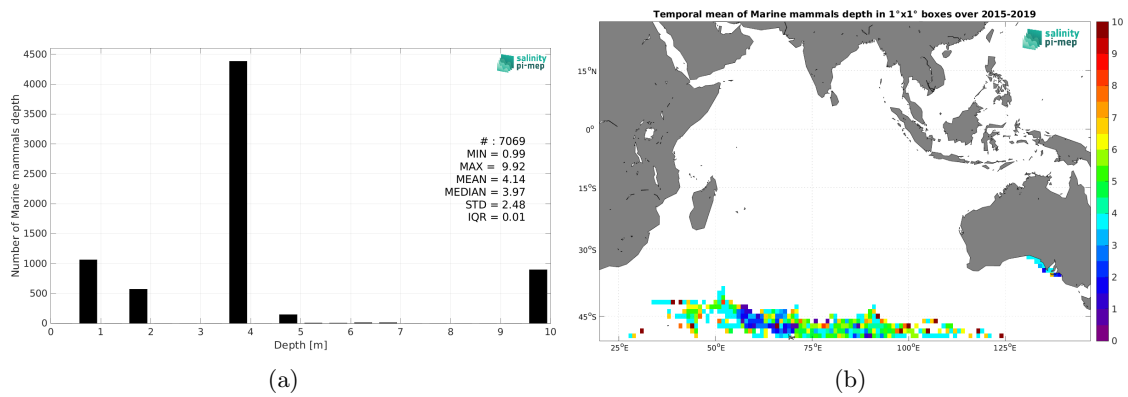 4500
4000
3500
3000
2500
2000
1500
1000
500
0
Number of Marine mammals depth
salinity
pi-mep
# : 7069
MIN = 0.99
MAX =  9.92
MEAN = 4.14
MEDIAN = 3.97
STD = 2.48
IQR = 0.01
0 1 2 3 4 5 6 7 8 9 10
Depth [m]
(a)
Temporal mean of Marine mammals depth in 1°x1° boxes over 2015-2019
salinity
pi-mep
15°N
0°
15°S
30°S
45°S
25°E 50°E 75°E 100°E 125°E
10
9
8
7
6
5
4
3
2
1
0
(b)